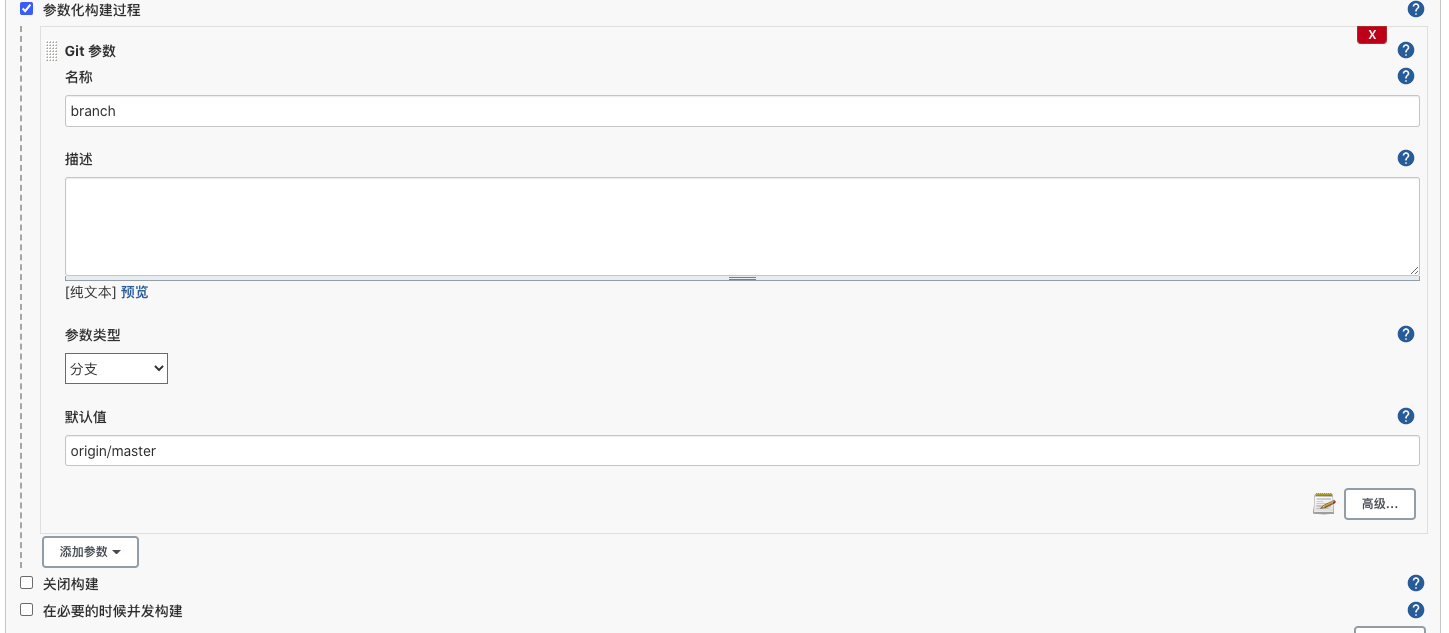 参数化构建过程
X
Git 参数
名称
branch
描述
[纯文本] 预览
参数类型
分支
默认值
origin/master
高级...
添加参数
关闭构建
在必要的时候并发构建